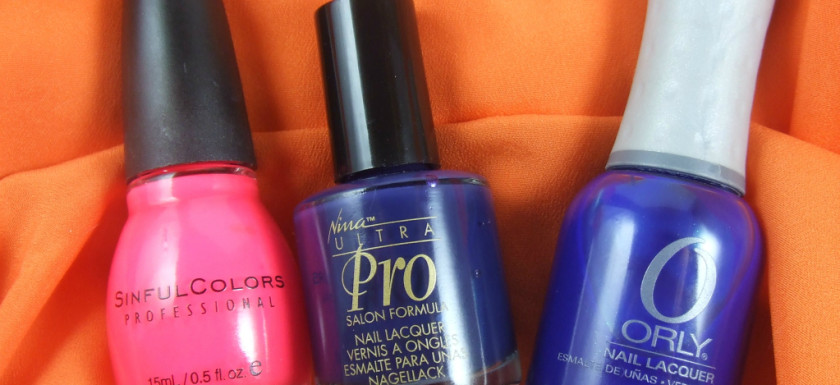 SINFULCOLORS
PROFESSIONAL
15mL / 0.5 fl.oz. e
Nina™
ULTRA
Pro
SALON FORMULA
NAIL LACQUER
VERNIS A ONGLES
ESMALTE PARA UÑAS
NAGELLACK
O
ORLY®
NAIL LACQUER
ESMALTE DE UÑAS •